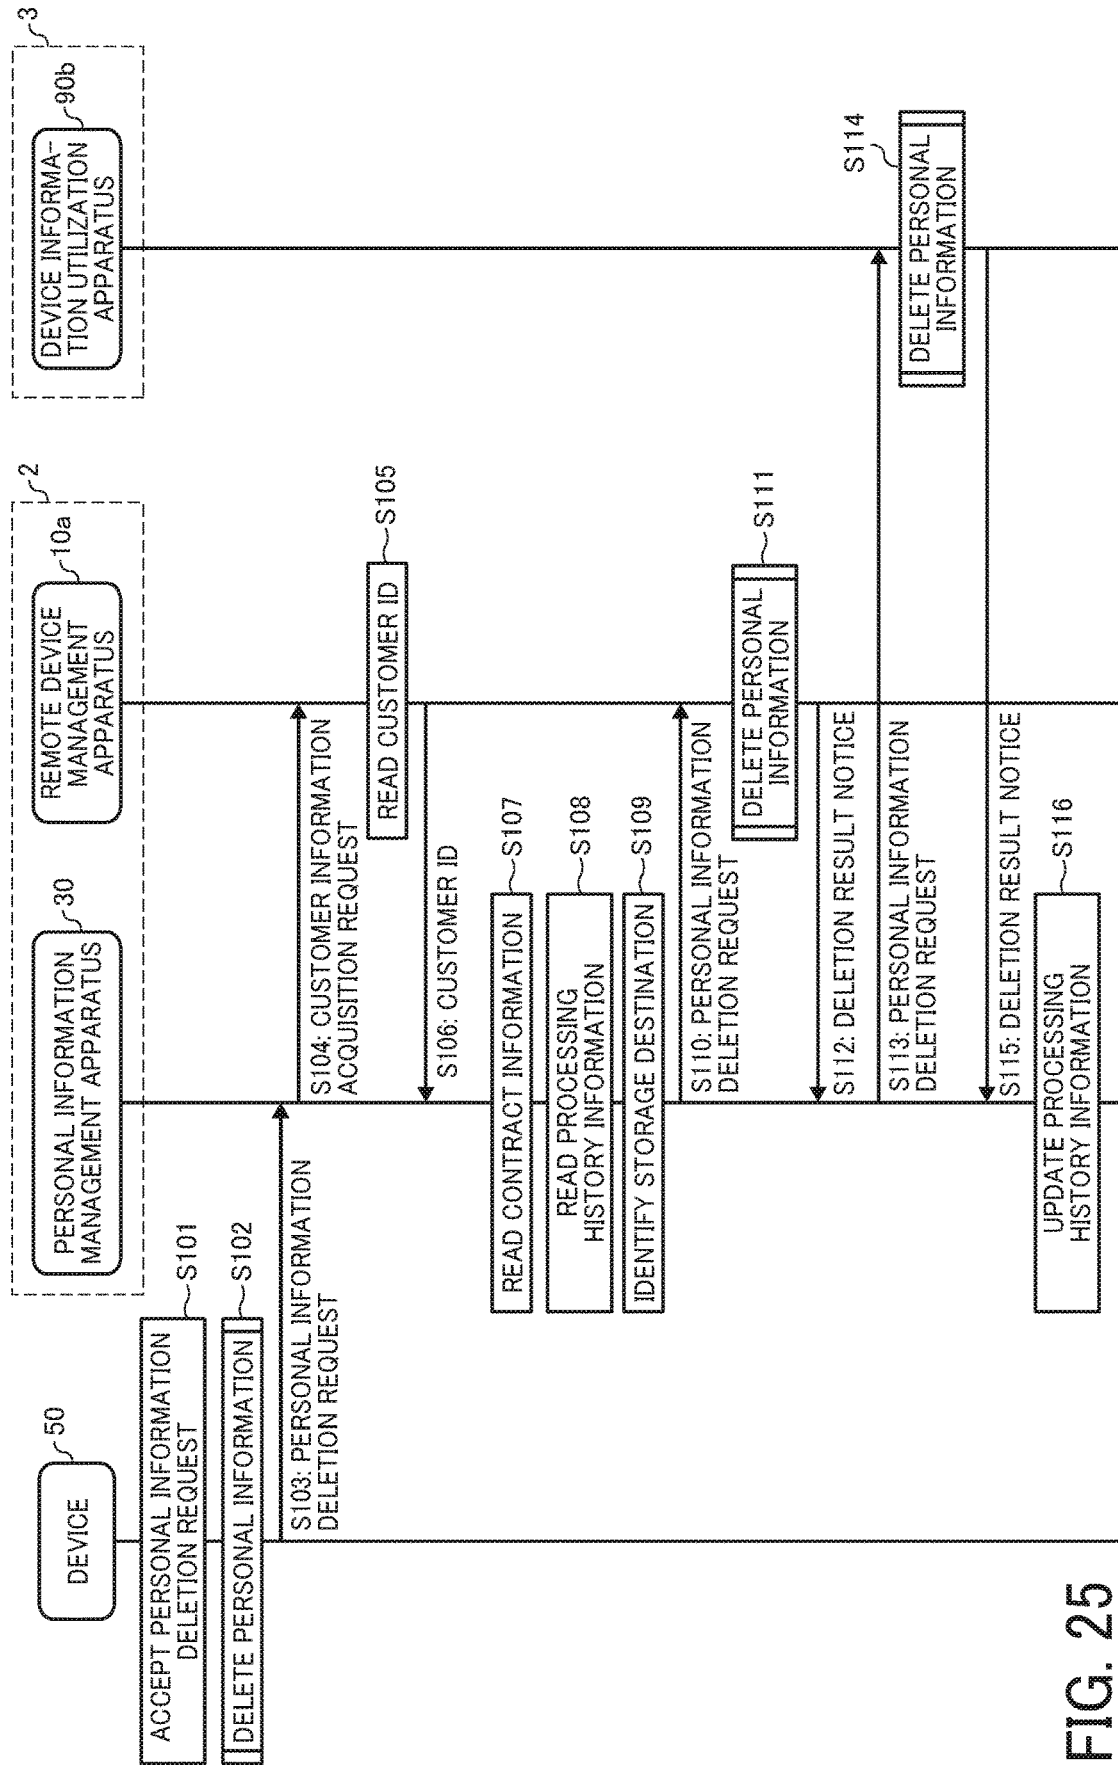 DEVICE
50
PERSONAL INFORMATION
MANAGEMENT APPARATUS
30
REMOTE DEVICE
MANAGEMENT
APPARATUS
10a
2
DEVICE INFORMA-
TION UTILIZATION
APPARATUS
90b
3
ACCEPT PERSONAL INFORMATION
DELETION REQUEST
S101
DELETE PERSONAL INFORMATION
S102
S103: PERSONAL INFORMATION
DELETION REQUEST
S104: CUSTOMER INFORMATION
ACQUISITION REQUEST
READ CUSTOMER ID
S105
S106: CUSTOMER ID
READ CONTRACT INFORMATION
S107
READ PROCESSING
HISTORY INFORMATION
S108
IDENTIFY STORAGE DESTINATION
S109
S110: PERSONAL INFORMATION
DELETION REQUEST
DELETE PERSONAL
INFORMATION
S111
S112: DELETION RESULT NOTICE
S113: PERSONAL INFORMATION
DELETION REQUEST
DELETE PERSONAL
INFORMATION
S114
S115: DELETION RESULT NOTICE
UPDATE PROCESSING
HISTORY INFORMATION
S116
FIG. 25